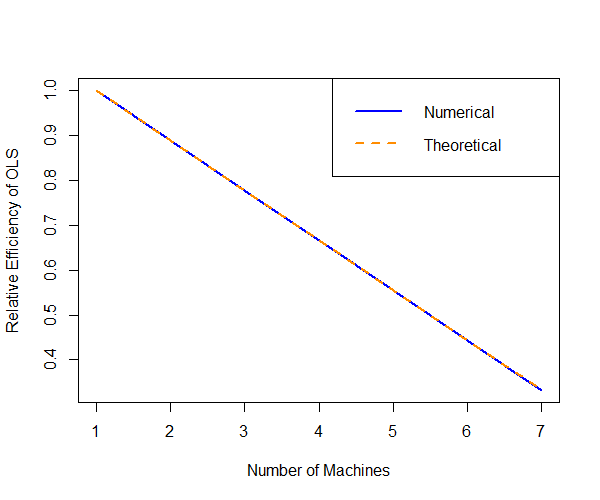 Relative Efficiency of OLS
1.0
0.9
0.8
0.7
0.6
0.5
0.4
Numerical
Theoretical
1 2 3 4 5 6 7
Number of Machines